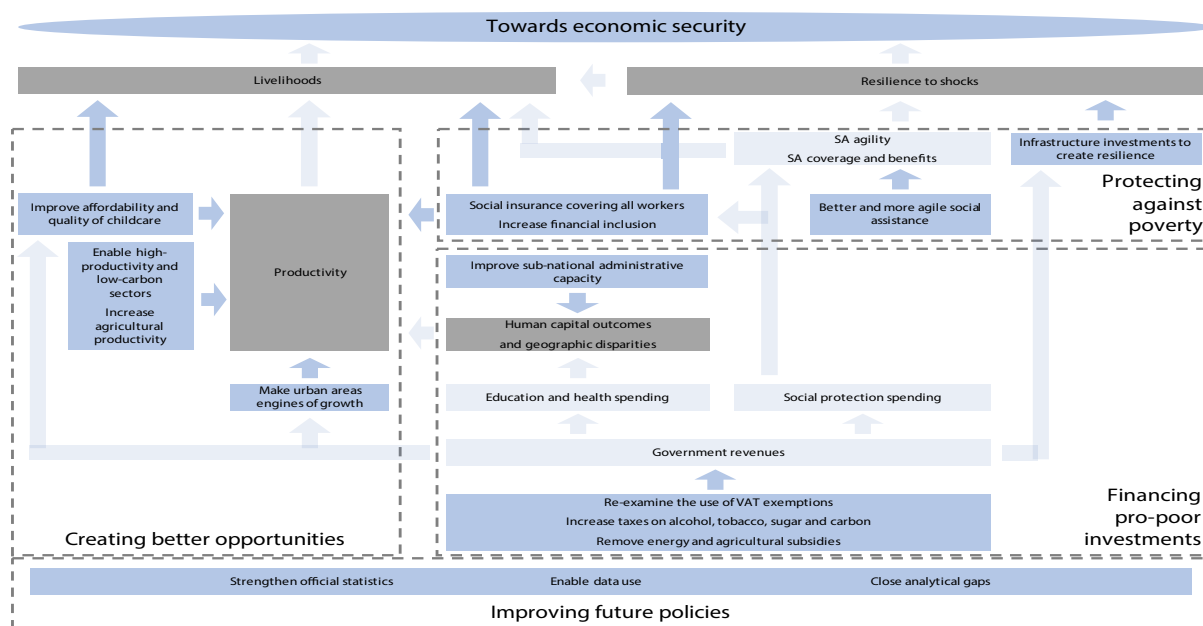 Towards economic security
Livelihoods
Resilience to shocks
SA agility
SA coverage and benefits
Infrastructure investments to
create resilience
Protecting
against
poverty
Improve affordability and
quality of childcare
Social insurance covering all workers
Increase financial inclusion
Better and more agile social
assistance
Enable high-
productivity and
low-carbon
sectors
Increase
agricultural
productivity
Productivity
Improve sub-national administrative
capacity
Human capital outcomes
and geographic disparities
Make urban areas
engines of growth
Education and health spending
Social protection spending
Government revenues
Re-examine the use of VAT exemptions
Increase taxes on alcohol, tobacco, sugar and carbon
Remove energy and agricultural subsidies
Creating better opportunities
Financing
pro-poor
investments
Strengthen official statistics
Enable data use
Close analytical gaps
Improving future policies